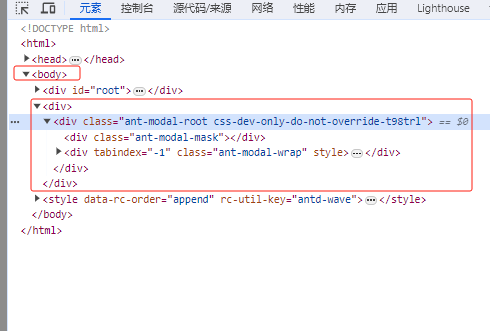 元素 控制台 源代码/来源 网络 性能 内存 应用 Lighthouse
<!DOCTYPE html>
<html>
▶<head>⋯</head>
▼<body>
▶<div id="root">⋯</div>
▼<div>
⋯ ▼<div class="ant-modal-root css-dev-only-do-not-override-t98trl"> == $0
<div class="ant-modal-mask"></div>
▶<div tabindex="-1" class="ant-modal-wrap" style>⋯</div>
</div>
</div>
▶<style data-rc-order="append" rc-util-key="antd-wave">⋯</style>
</body>
</html>